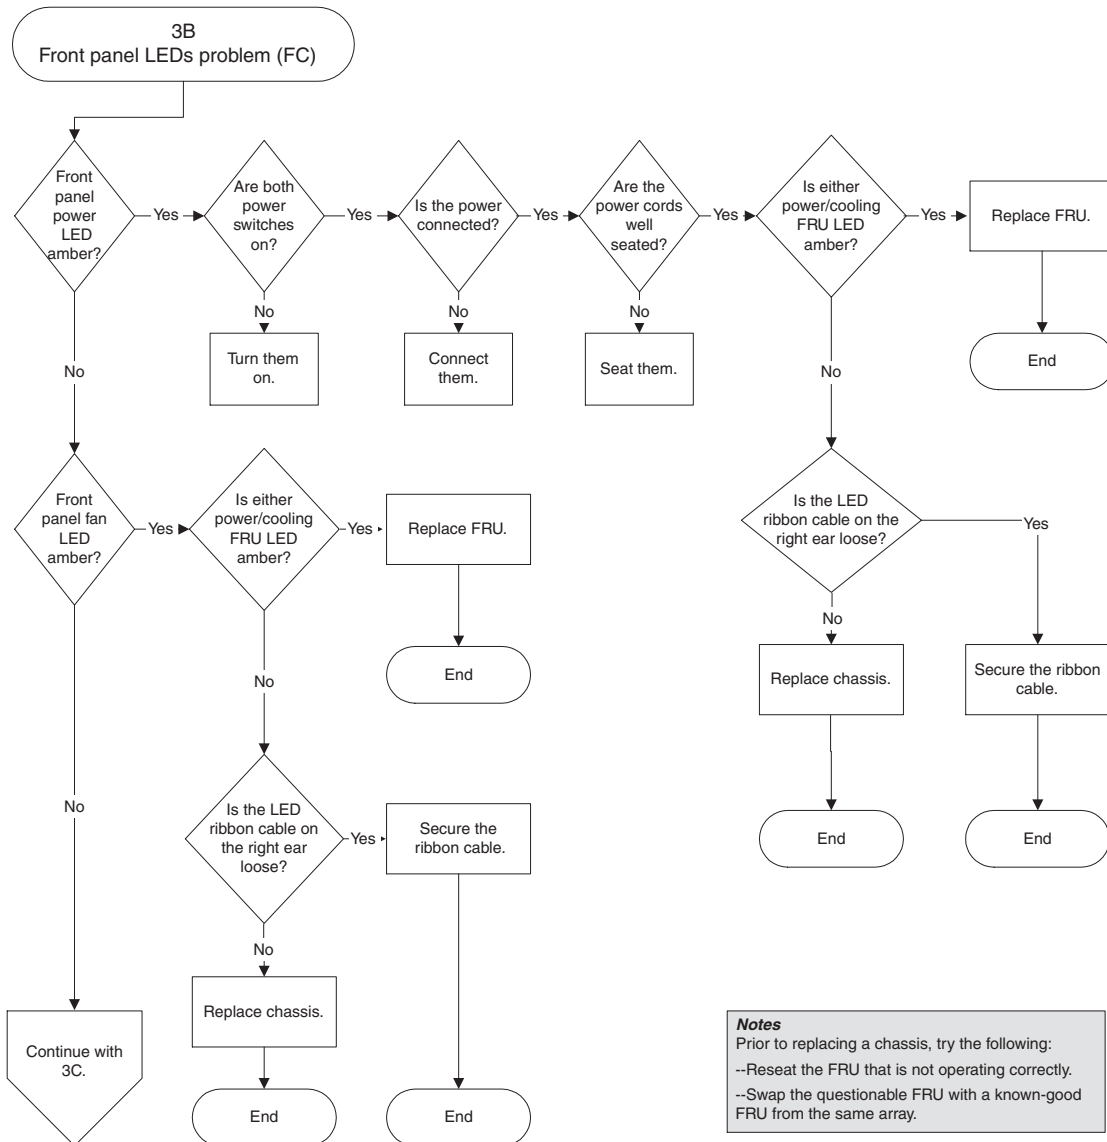 3B
Front panel LEDs problem (FC)
Front
panel
power
LED
amber?
Yes
Are both
power
switches
on?
Yes
Is the power
connected?
Yes
Are the
power cords
well
seated?
Yes
Is either
power/cooling
FRU LED
amber?
Yes
Replace FRU.
No
No
No
Turn them
on.
Connect
them.
Seat them.
End
No
No
Front
panel fan
LED
amber?
Yes
Is either
power/cooling
FRU LED
amber?
Yes
Replace FRU.
Is the LED
ribbon cable on the
right ear loose?
Yes
No
End
No
Replace chassis.
Secure the ribbon
cable.
No
Is the LED
ribbon cable on
the right ear
loose?
Yes
Secure the
ribbon cable.
End
End
No
Replace chassis.
Continue with
3C.
End
End
Notes
Prior to replacing a chassis, try the following:
--Reseat the FRU that is not operating correctly.
--Swap the questionable FRU with a known-good
FRU from the same array.